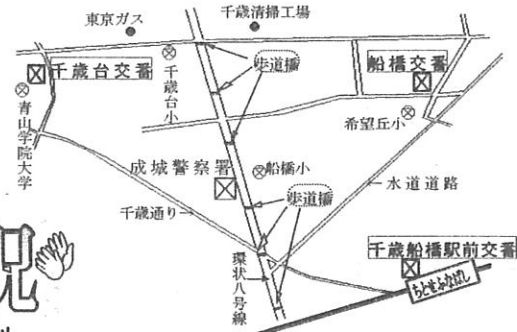 東京ガス
千歳清掃工場
千歳台交番
千歳台小
歩道橋
船橋交番
青山学院大学
希望丘小
成城警察署
船橋小
水道道路
千歳通り
歩道橋
環状八号線
千歳船橋駅前交番
ちとせふなばし